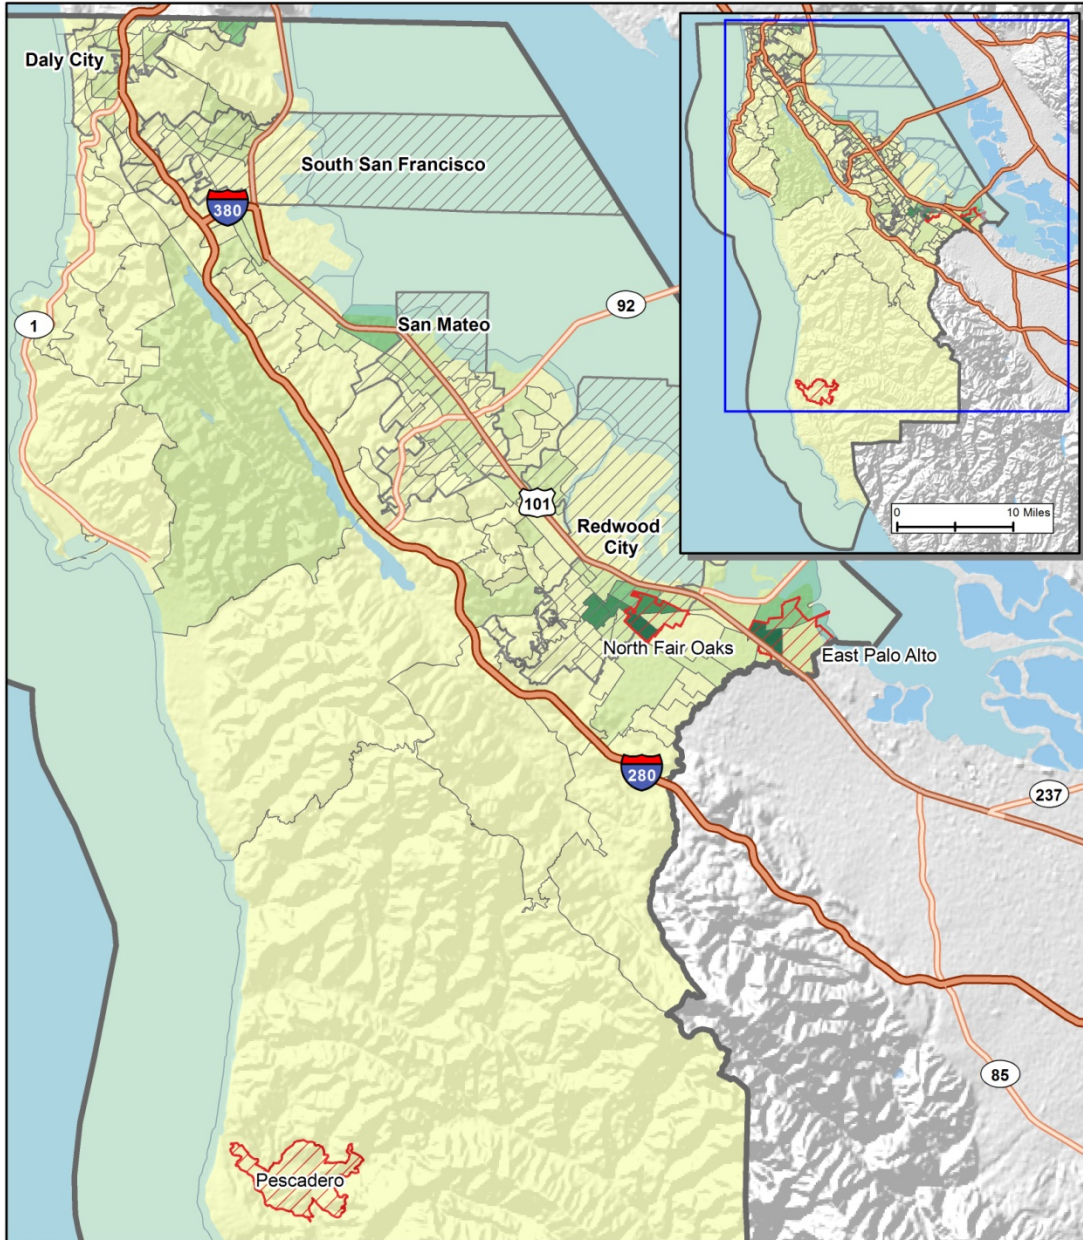 Daly City
South San Francisco
380
1
San Mateo
92
101
Redwood
City
North Fair Oaks
East Palo Alto
280
237
85
Pescadero
0 10 Miles